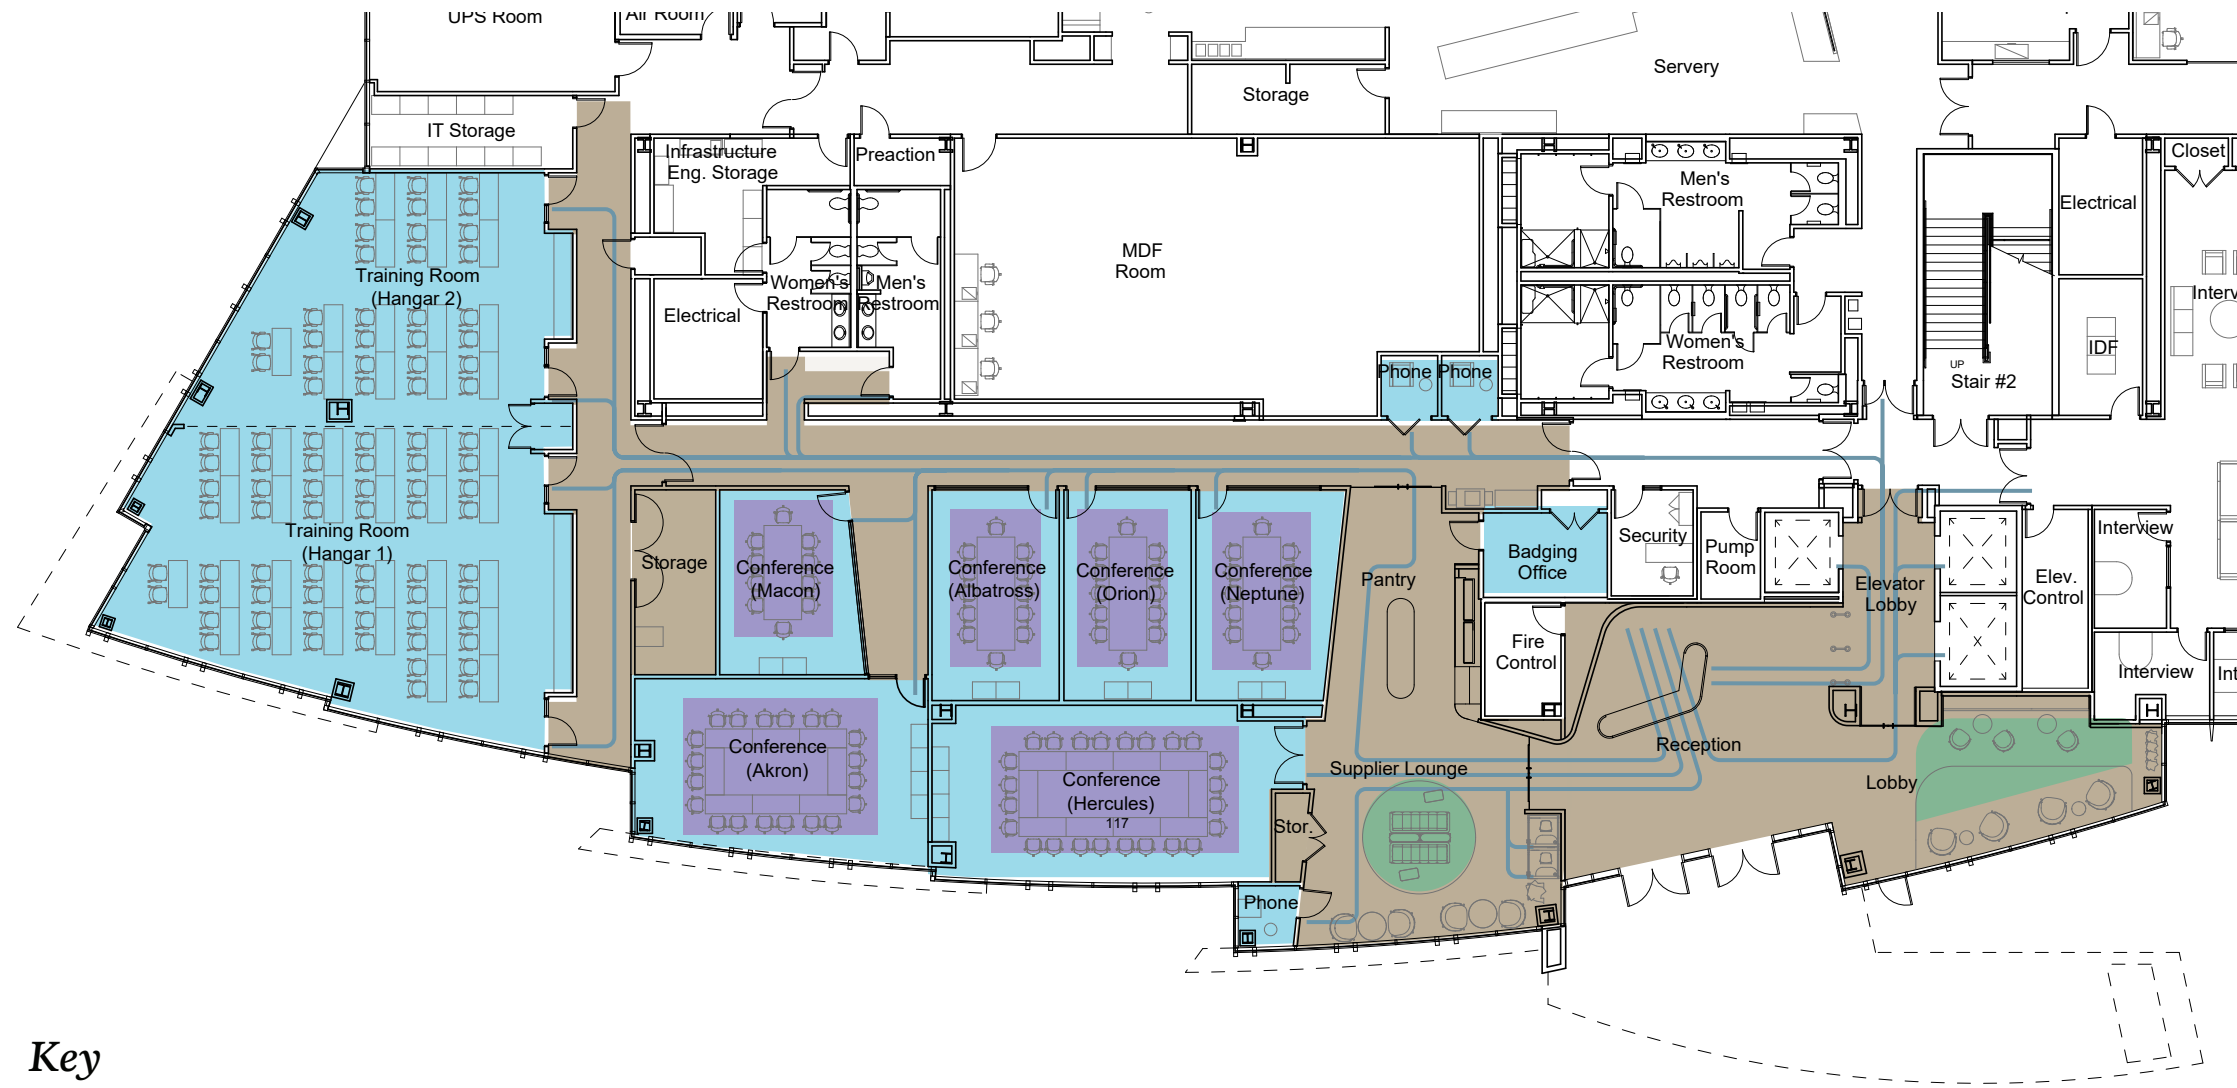 UPS Room
Air Room
Servery
Storage
IT Storage
Infrastructure
Eng. Storage
Preaction
Closet
Men's
Restroom
Electrical
MDF
Room
Training Room
(Hangar 2)
Women's
Restroom
Men's
Restroom
Electrical
Interv
IDF
Women's
Restroom
UP
Stair #2
Phone
Phone
Training Room
(Hangar 1)
Storage
Conference
(Macon)
Conference
(Albatross)
Conference
(Orion)
Conference
(Neptune)
Pantry
Badging
Office
Security
Pump
Room
Elevator
Lobby
Elev.
Control
Interview
Fire
Control
Interview
Int
Conference
(Akron)
Conference
(Hercules)
117
Supplier Lounge
Reception
Lobby
Stor.
Phone
Key